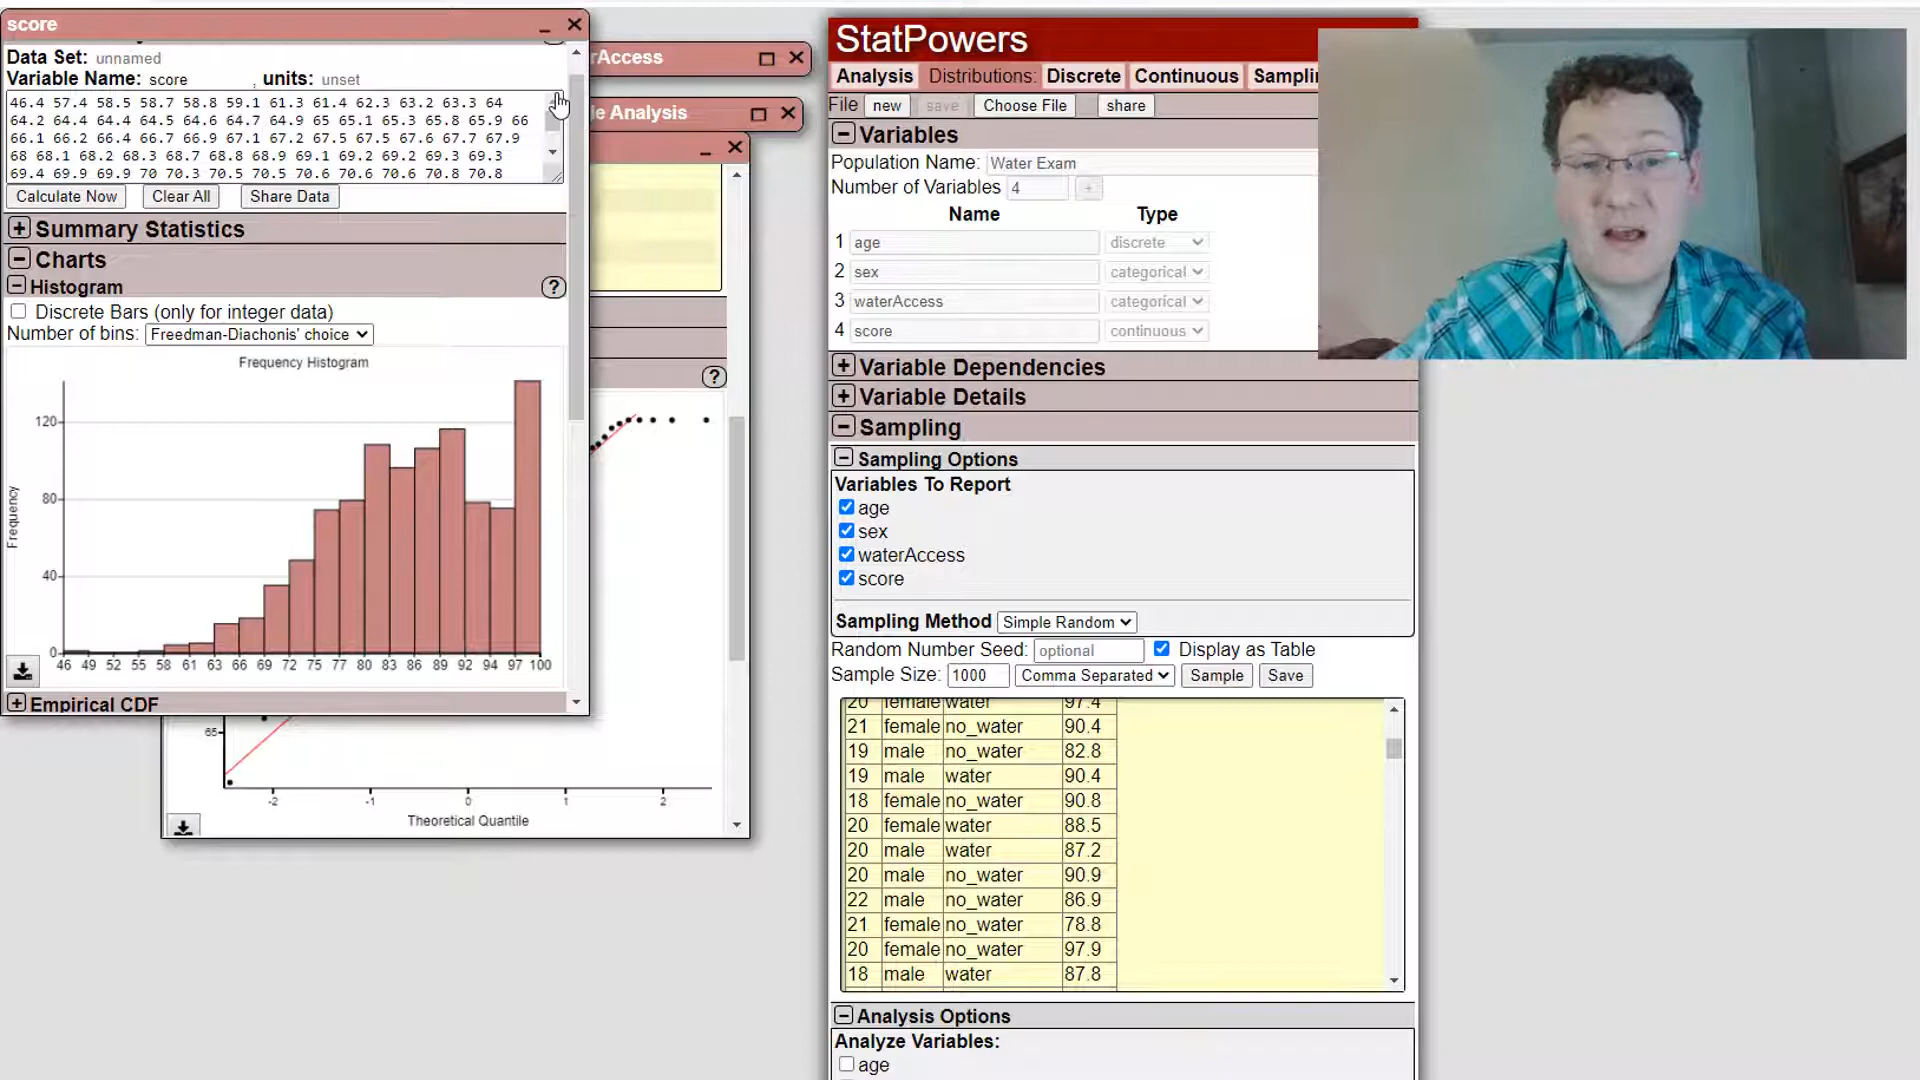 score
Data Set: unnamed
Variable Name: score , units: unset
46.4 57.4 58.5 58.7 58.8 59.1 61.3 61.4 62.3 63.2 63.3 64
64.2 64.4 64.4 64.5 64.6 64.7 64.9 65 65.1 65.3 65.8 65.9 66
66.1 66.2 66.4 66.7 66.9 67.1 67.2 67.5 67.5 67.6 67.7 67.9
68 68.1 68.2 68.3 68.7 68.8 68.9 69.1 69.2 69.2 69.3 69.3
69.4 69.9 69.9 70 70.3 70.5 70.5 70.6 70.6 70.6 70.8 70.8
Calculate Now Clear All Share Data
+ Summary Statistics
− Charts
− Histogram ?
Discrete Bars (only for integer data)
Number of bins: Freedman-Diachonis' choice
Frequency Histogram
Frequency
120
80
40
0
46 49 52 55 58 61 63 66 69 72 75 77 80 83 86 89 92 94 97 100
+ Empirical CDF
rAccess
le Analysis
?
65
-2 -1 0 1 2
Theoretical Quantile
StatPowers
Analysis Distributions: Discrete Continuous Samplin
File new save Choose File share
− Variables
Population Name: Water Exam
Number of Variables 4 +
Name Type
1 age discrete
2 sex categorical
3 waterAccess categorical
4 score continuous
+ Variable Dependencies
+ Variable Details
− Sampling
− Sampling Options
Variables To Report
age
sex
waterAccess
score
Sampling Method Simple Random
Random Number Seed: optional Display as Table
Sample Size: 1000 Comma Separated Sample Save
20 female water 97.4
21 female no_water 90.4
19 male no_water 82.8
19 male water 90.4
18 female no_water 90.8
20 female water 88.5
20 male water 87.2
20 male no_water 90.9
22 male no_water 86.9
21 female no_water 78.8
20 female no_water 97.9
18 male water 87.8
− Analysis Options
Analyze Variables:
age